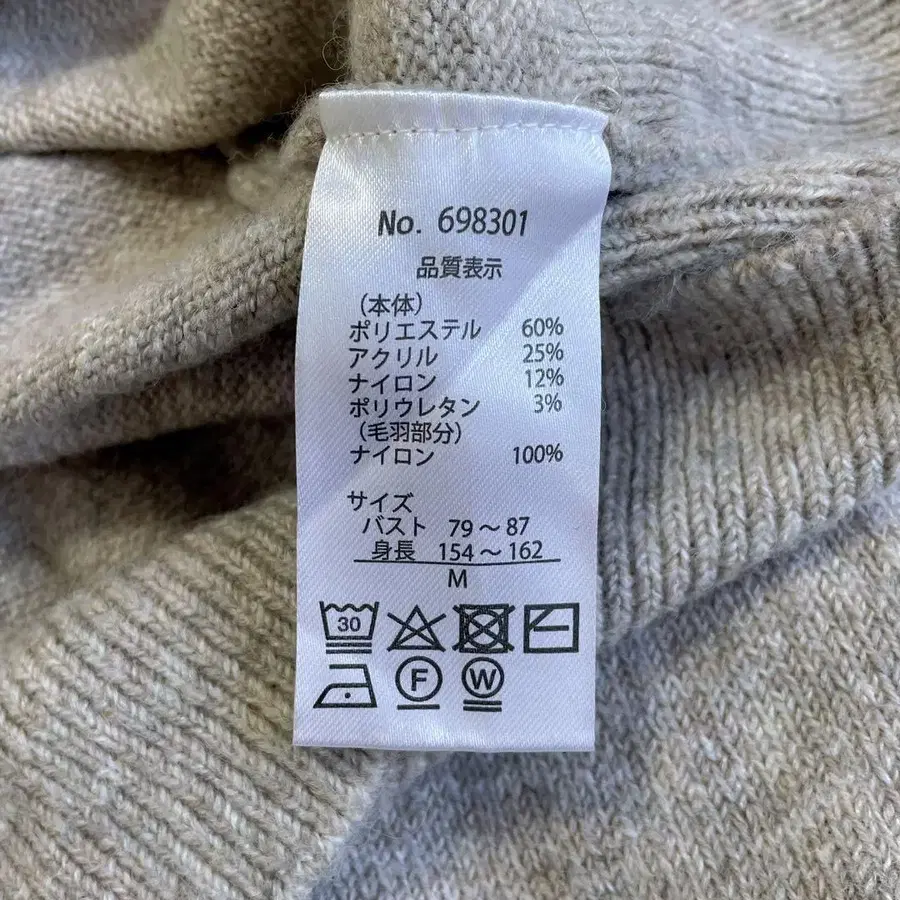 No. 698301
品質表示
（本体）
ポリエステル 60%
アクリル 25%
ナイロン 12%
ポリウレタン 3%
（毛羽部分）
ナイロン 100%
サイズ
バスト 79～87
身長 154～162
M
30
F W